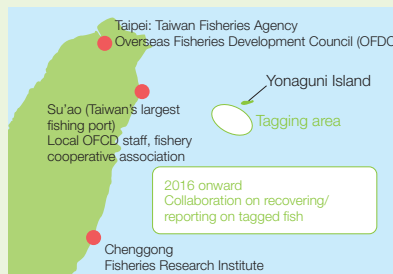 Taipei: Taiwan Fisheries Agency
Overseas Fisheries Development Council (OFDC
Yonaguni Island
Su'ao (Taiwan's largest
fishing port)
Local OFCD staff, fishery
cooperative association
Tagging area
2016 onward
Collaboration on recovering/
reporting on tagged fish
Chenggong
Fisheries Research Institute